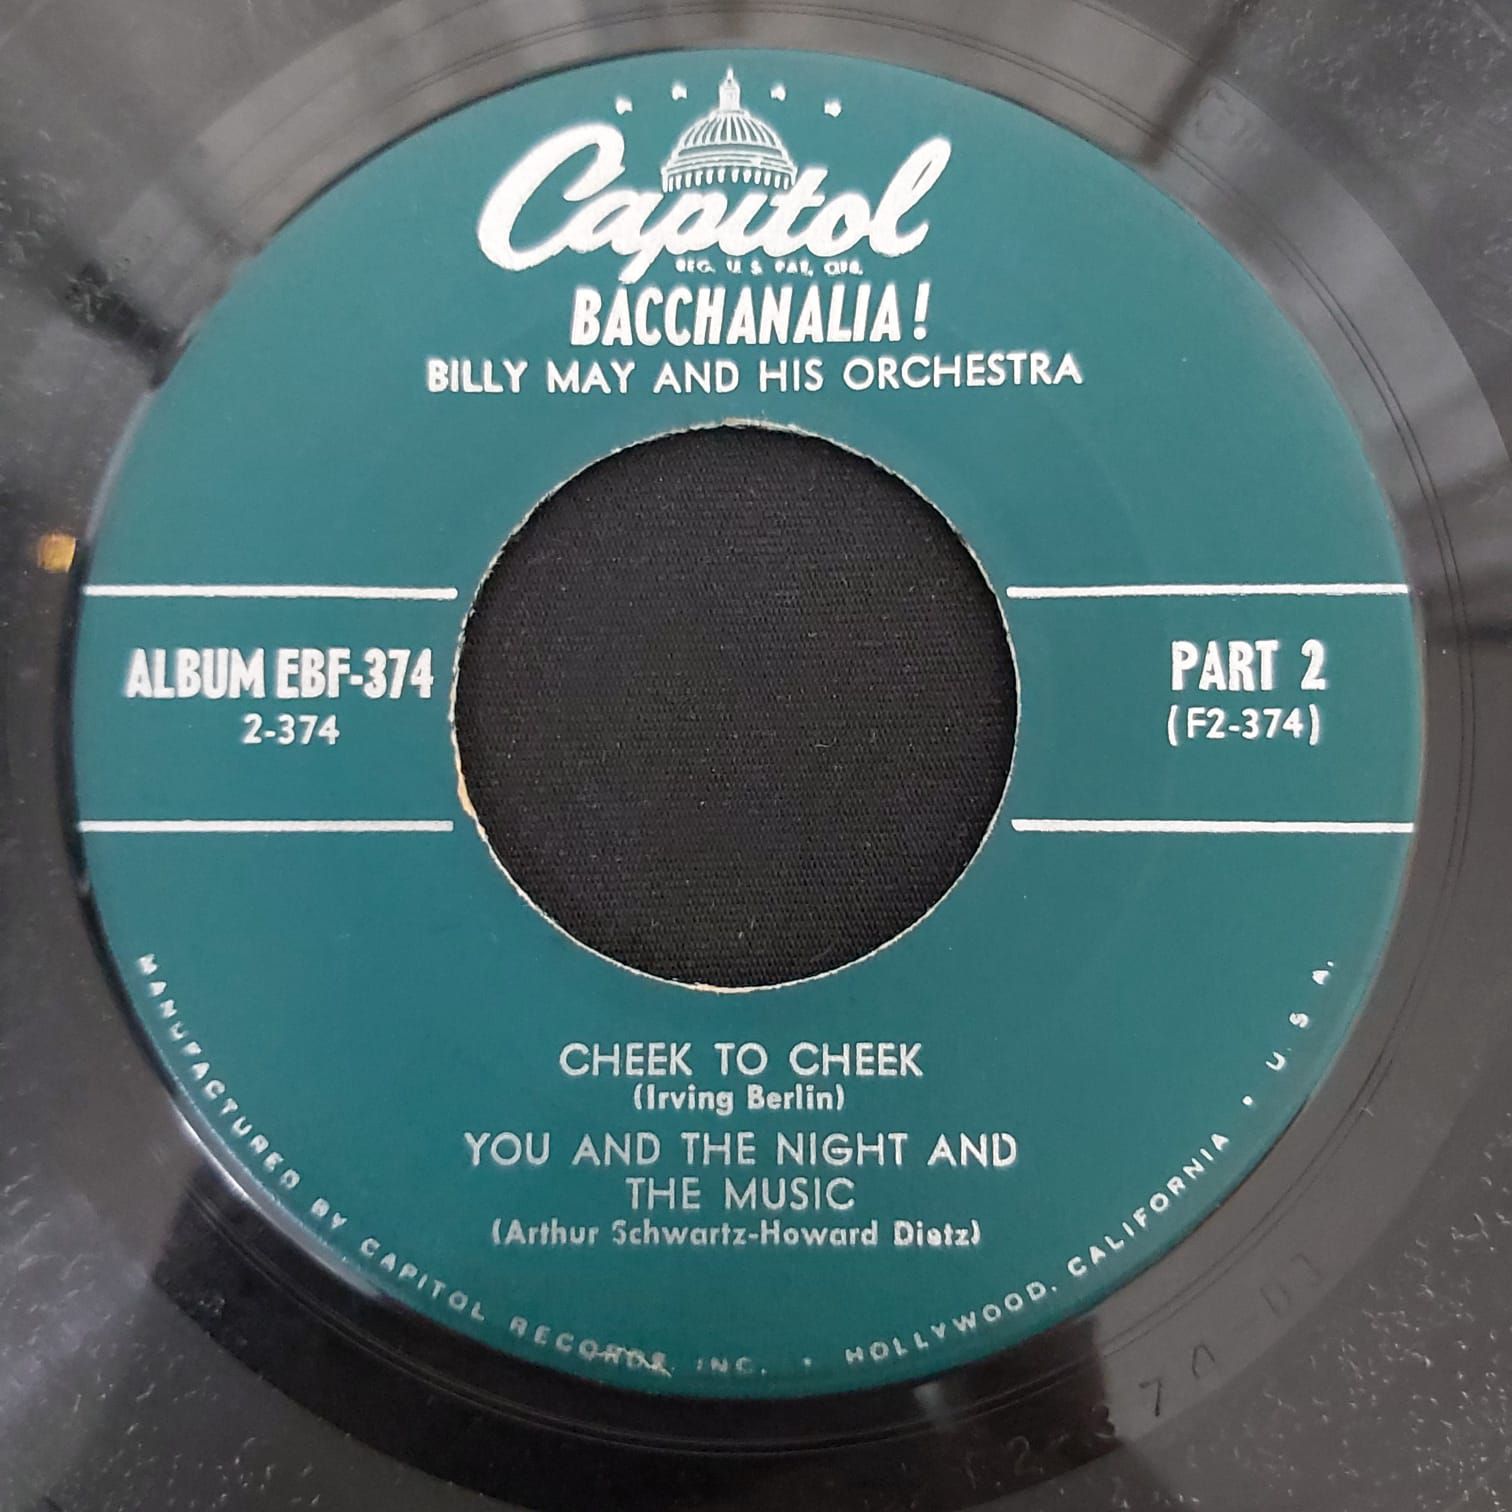 Capitol
REG. U. S. PAT. OFF.
BACCHANALIA!
BILLY MAY AND HIS ORCHESTRA
ALBUM EBF-374
2-374
PART 2
(F2-374)
CHEEK TO CHEEK
(Irving Berlin)
YOU AND THE NIGHT AND
THE MUSIC
(Arthur Schwartz-Howard Dietz)
MANUFACTURED BY CAPITOL RECORDS, INC. • HOLLYWOOD, CALIFORNIA • U. S. A.